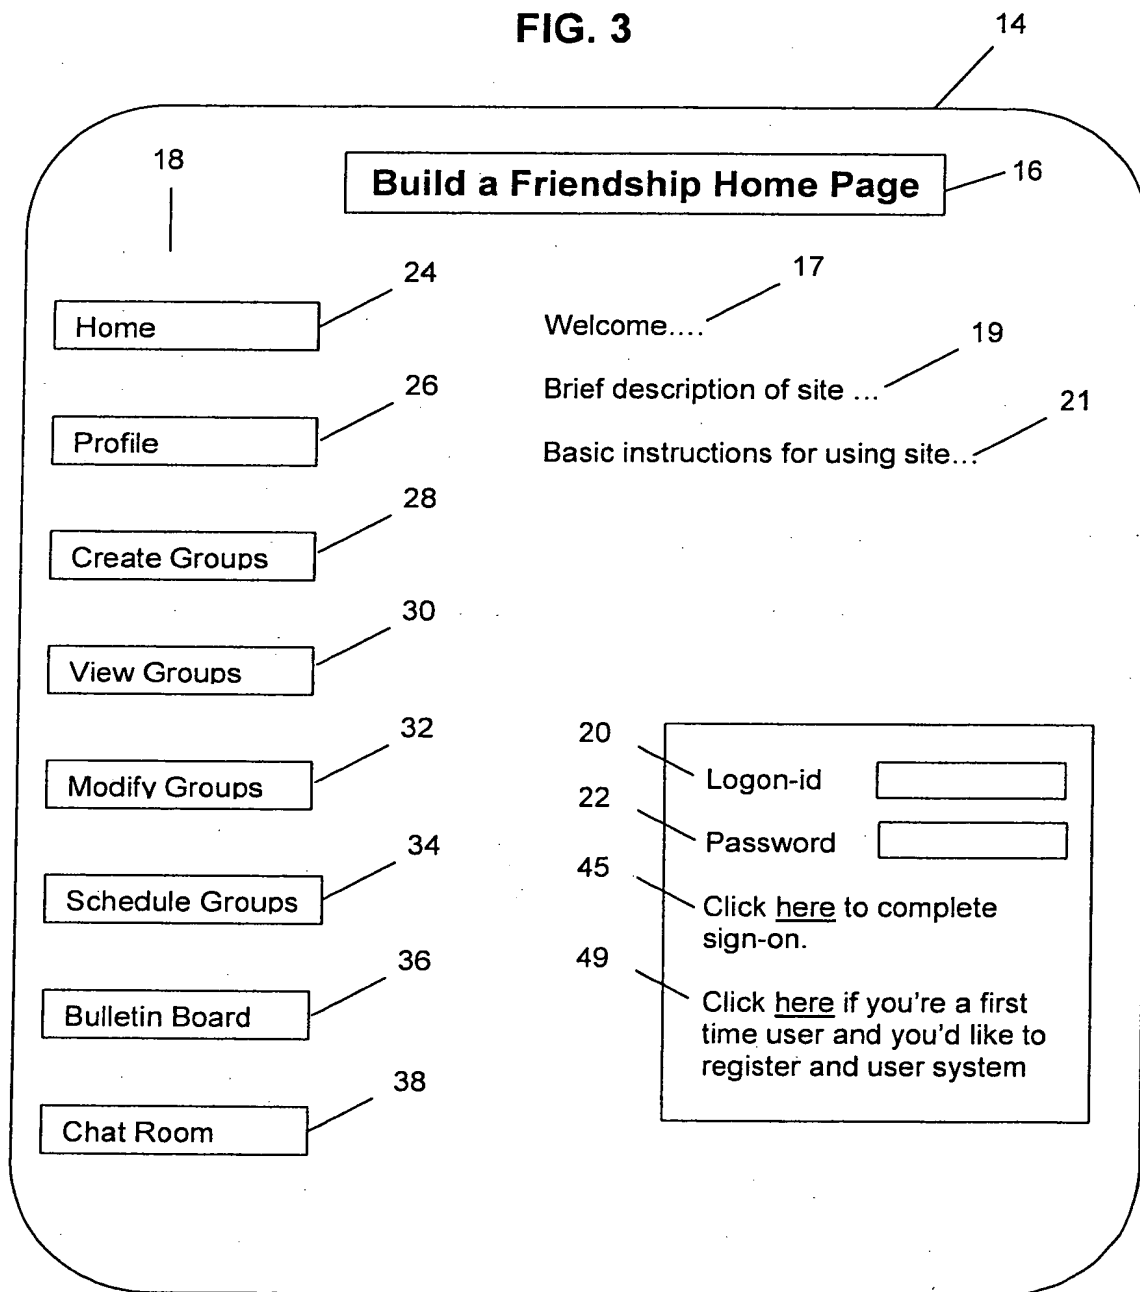 FIG. 3
14
18
Build a Friendship Home Page
16
24
Home
26
Profile
28
Create Groups
30
View Groups
32
Modify Groups
34
Schedule Groups
36
Bulletin Board
38
Chat Room
17
Welcome....
19
Brief description of site ...
21
Basic instructions for using site...
20
Logon-id
22
Password
45
Click here to complete
sign-on.
49
Click here if you're a first
time user and you'd like to
register and user system